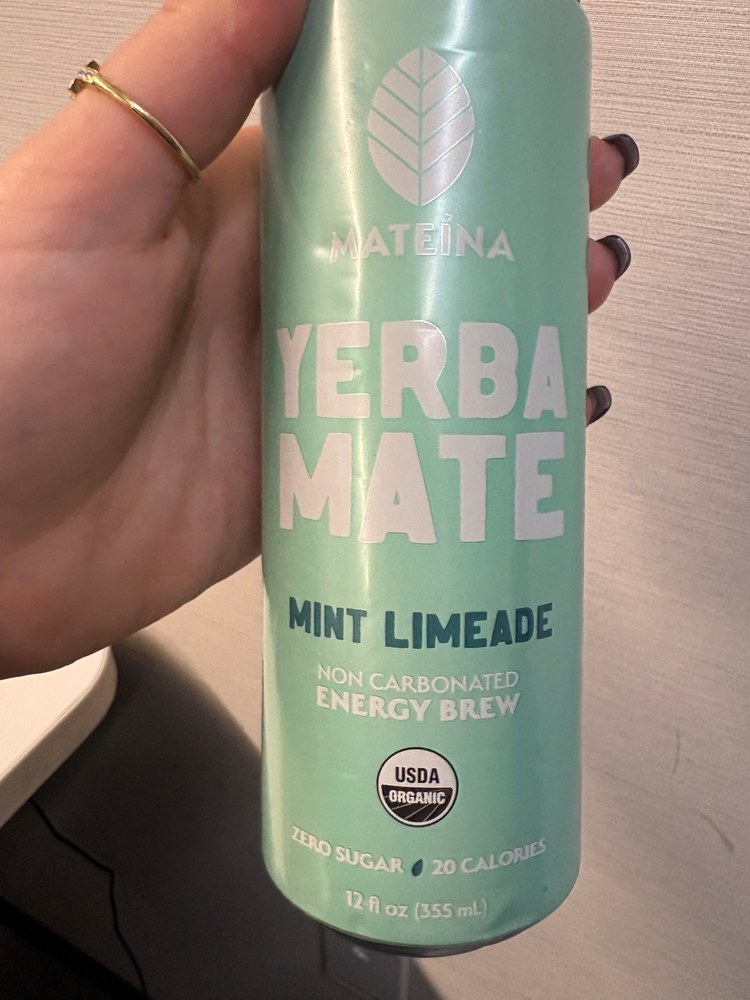 MATEÍNA
YERBA
MATE
MINT LIMEADE
NON CARBONATED
ENERGY BREW
USDA
ORGANIC
ZERO SUGAR 20 CALORIES
12 fl oz (355 mL)